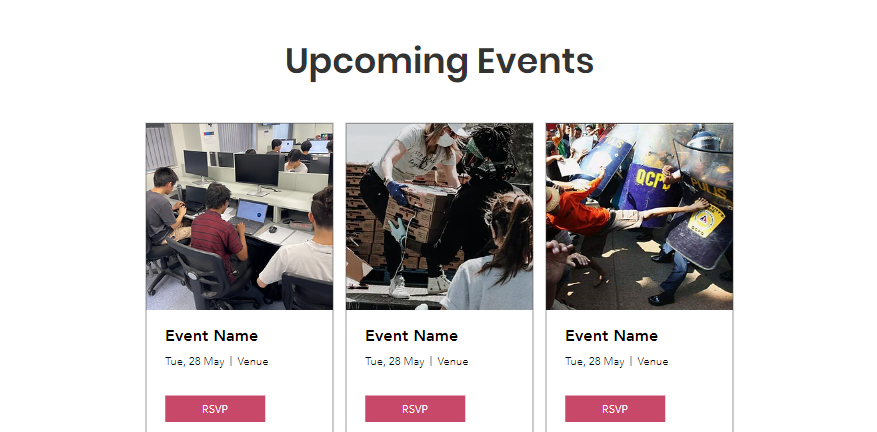 Upcoming Events
QCP
Event Name
Tue, 28 May | Venue
RSVP
Event Name
Tue, 28 May | Venue
RSVP
Event Name
Tue, 28 May | Venue
RSVP